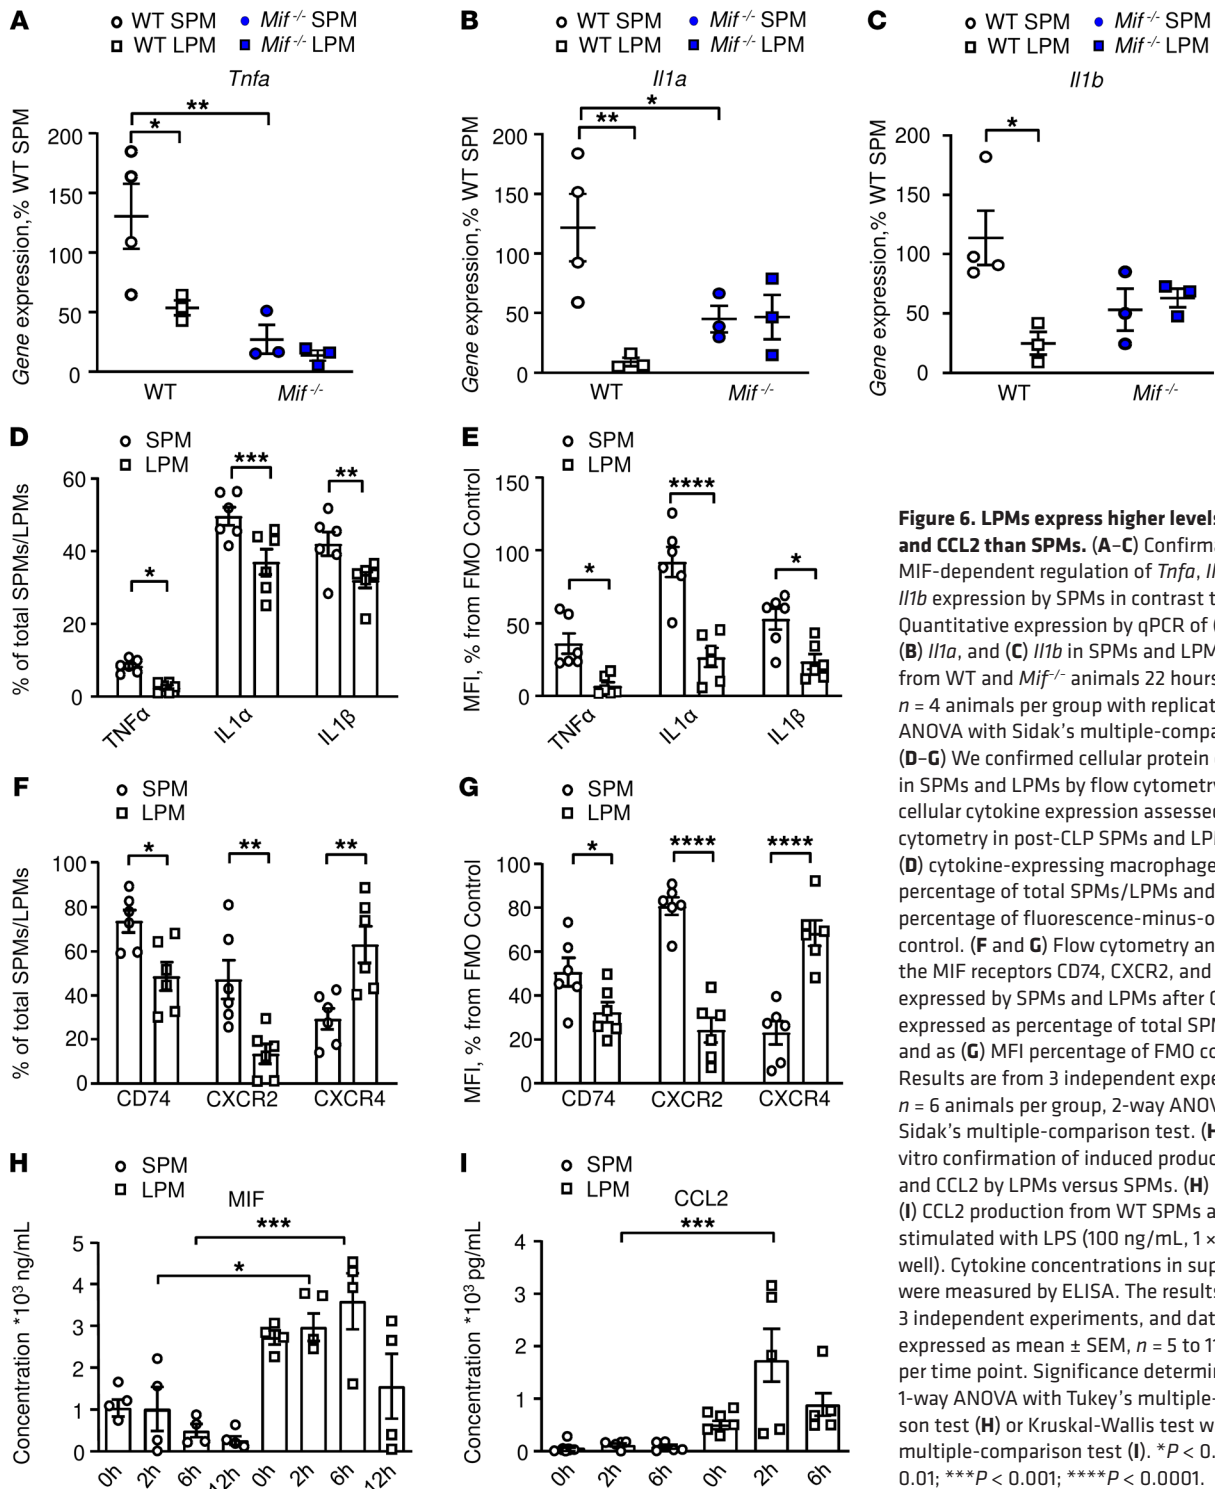 A
WT SPM Mif-/- SPM
WT LPM Mif-/- LPM
Tnfa
** 
*
Gene expression,% WT SPM
200
150
100
50
0
WT Mif-/-
B
WT SPM Mif-/- SPM
WT LPM Mif-/- LPM
Il1a
*
**
Gene expression,% WT SPM
200
150
100
50
0
WT Mif-/-
C
WT SPM Mif-/- SPM
WT LPM Mif-/- LPM
Il1b
*
Gene expression,% WT SPM
200
150
100
50
0
WT Mif-/-
D
SPM
LPM
% of total SPMs/LPMs
60
40
20
0
* *** **
TNFα IL1α IL1β
E
SPM
LPM
MFI, % from FMO Control
150
100
50
0
* **** *
TNFα IL1α IL1β
F
SPM
LPM
% of total SPMs/LPMs
100
80
60
40
20
0
* ** **
CD74 CXCR2 CXCR4
G
SPM
LPM
MFI, % from FMO Control
100
80
60
40
20
0
* **** ****
CD74 CXCR2 CXCR4
H
SPM
LPM
MIF
***
*
Concentration *10³ ng/mL
5
4
3
2
1
0
0h 2h 6h 12h 0h 2h 6h 12h
I
SPM
LPM
CCL2
***
Concentration *10³ pg/mL
4
3
2
1
0
0h 2h 6h 0h 2h 6h
Figure 6. LPMs express higher levels
and CCL2 than SPMs. (A–C) Confirma
MIF-dependent regulation of Tnfa, Il
Il1b expression by SPMs in contrast t
Quantitative expression by qPCR of (
(B) Il1a, and (C) Il1b in SPMs and LPM
from WT and Mif−/− animals 22 hours
n = 4 animals per group with replicat
ANOVA with Sidak’s multiple-compa
(D–G) We confirmed cellular protein
in SPMs and LPMs by flow cytometry
cellular cytokine expression assessed
cytometry in post-CLP SPMs and LPM
(D) cytokine-expressing macrophage
percentage of total SPMs/LPMs and
percentage of fluorescence-minus-o
control. (F and G) Flow cytometry an
the MIF receptors CD74, CXCR2, and
expressed by SPMs and LPMs after C
expressed as percentage of total SPM
and as (G) MFI percentage of FMO co
Results are from 3 independent expe
n = 6 animals per group, 2-way ANOV
Sidak’s multiple-comparison test. (H
vitro confirmation of induced produc
and CCL2 by LPMs versus SPMs. (H)
(I) CCL2 production from WT SPMs a
stimulated with LPS (100 ng/mL, 1 ×
well). Cytokine concentrations in sup
were measured by ELISA. The results
3 independent experiments, and dat
expressed as mean ± SEM, n = 5 to 11
per time point. Significance determin
1-way ANOVA with Tukey’s multiple-
son test (H) or Kruskal-Wallis test w
multiple-comparison test (I). *P < 0.
0.01; ***P < 0.001; ****P < 0.0001.